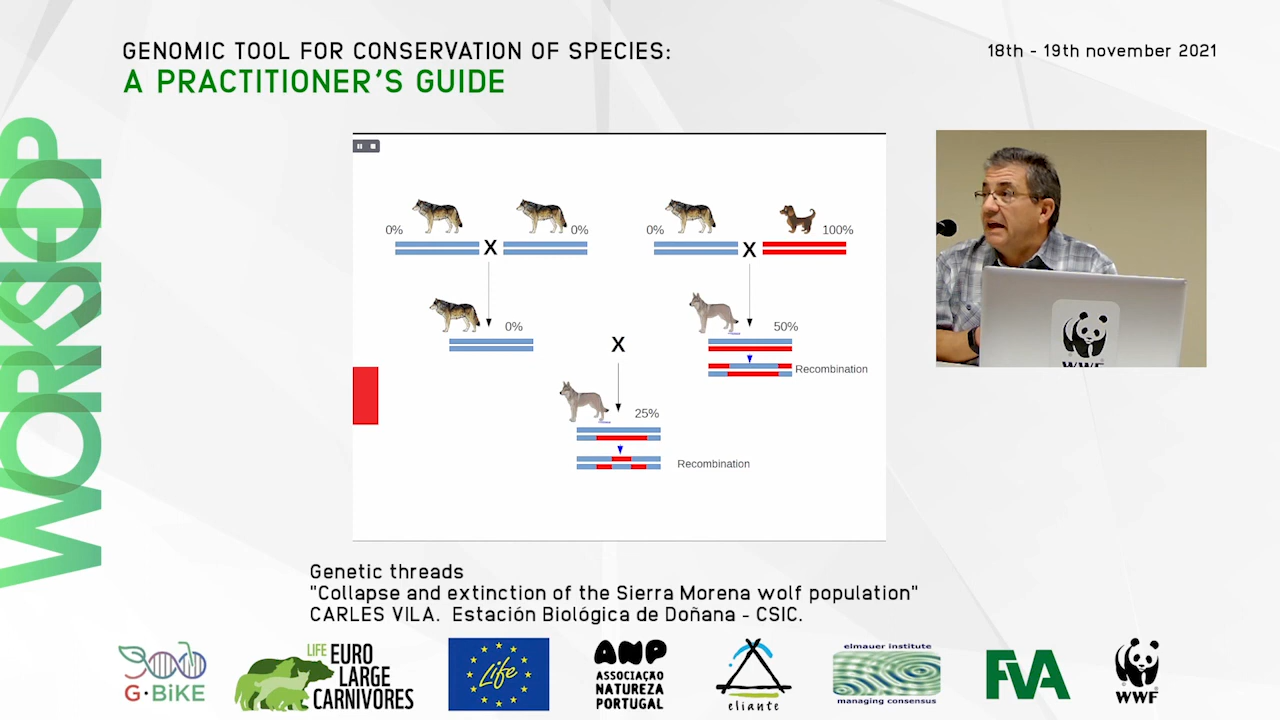 GENOMIC TOOL FOR CONSERVATION OF SPECIES:
A PRACTITIONER'S GUIDE
18th - 19th november 2021
WORKSHOP
0%
X
0%
0%
X
100%
0%
X
50%
Recombination
25%
Recombination
WWF
Genetic threads
"Collapse and extinction of the Sierra Morena wolf population"
CARLES VILA. Estación Biológica de Doñana - CSIC.
G·BiKE
LIFE EURO
LARGE
CARNIVORES
Life
ANP
ASSOCIAÇÃO
NATUREZA
PORTUGAL
eliante
elmauer institute
managing consensus
FVA
WWF